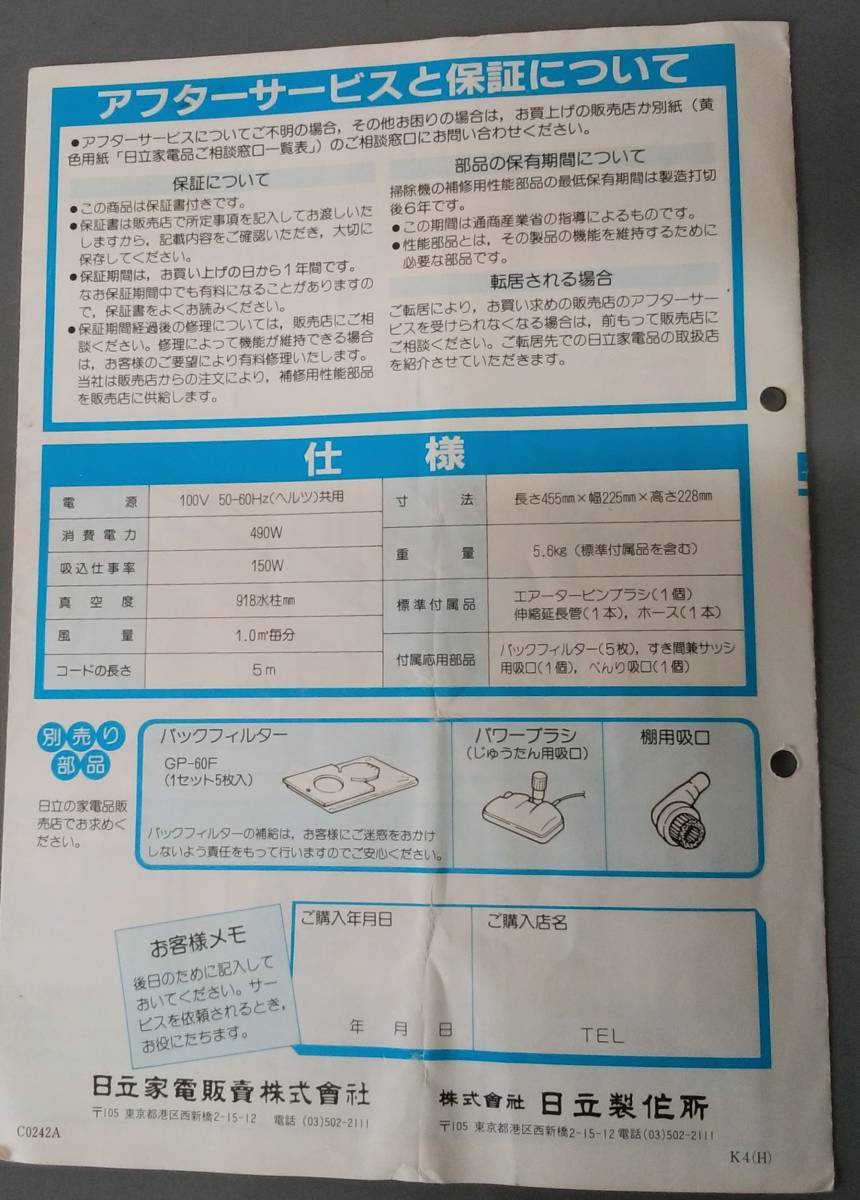 アフターサービスと保証について
●アフターサービスについてご不明の場合，その他お困りの場合は，お買上げの販売店か別紙（黄
色用紙「日立家電品ご相談窓口一覧表」）のご相談窓口にお問い合わせください。
保証について
●この商品は保証書付きです。
●保証書は販売店で所定事項を記入してお渡しいた
しますから，記載内容をご確認いただき，大切に
保存してください。
●保証期間は，お買い上げの日から1年間です。
なお保証期間中でも有料になることがありますの
で，保証書をよくお読みください。
●保証期間経過後の修理については，販売店にご相
談ください。修理によって機能が維持できる場合
は，お客様のご要望により有料修理いたします。
当社は販売店からの注文により，補修用性能部品
を販売店に供給します。
部品の保有期間について
掃除機の補修用性能部品の最低保有期間は製造打切
後6年です。
●この期間は通商産業省の指導によるものです。
●性能部品とは，その製品の機能を維持するために
必要な部品です。
転居される場合
ご転居により，お買い求めの販売店のアフターサー
ビスを受けられなくなる場合は，前もって販売店に
ご相談ください。ご転居先での日立家電品の取扱店
を紹介させていただきます。
仕様
電源 100V 50-60Hz(ヘルツ)共用
消費電力 490W
吸込仕事率 150W
真空度 918水柱㎜
風量 1.0㎥毎分
コードの長さ 5m
寸法 長さ455㎜×幅225㎜×高さ228㎜
重量 5.6kg（標準付属品を含む）
標準付属品 エアータービンブラシ(1個)
伸縮延長管(1本)，ホース(1本)
付属応用部品 パックフィルター(5枚)，すき間兼サッシ
用吸口(1個)，べんり吸口(1個)
別売り
部品
日立の家電品販
売店でお求めく
ださい。
パックフィルター
GP-60F
(1セット5枚入)
パックフィルターの補給は，お客様にご迷惑をおかけ
しないよう責任をもって行いますのでご安心ください。
パワーブラシ
(じゅうたん用吸口)
棚用吸口
お客様メモ
後日のために記入して
おいてください。サー
ビスを依頼されるとき，
お役にたちます。
ご購入年月日
年 月 日
ご購入店名
TEL
日立家電販賣株式會社
〒105 東京都港区西新橋2-15-12 電話(03)502-2111
株式會社 日立製作所
〒105 東京都港区西新橋2-15-12 電話(03)502-2111
C0242A
K4(H)